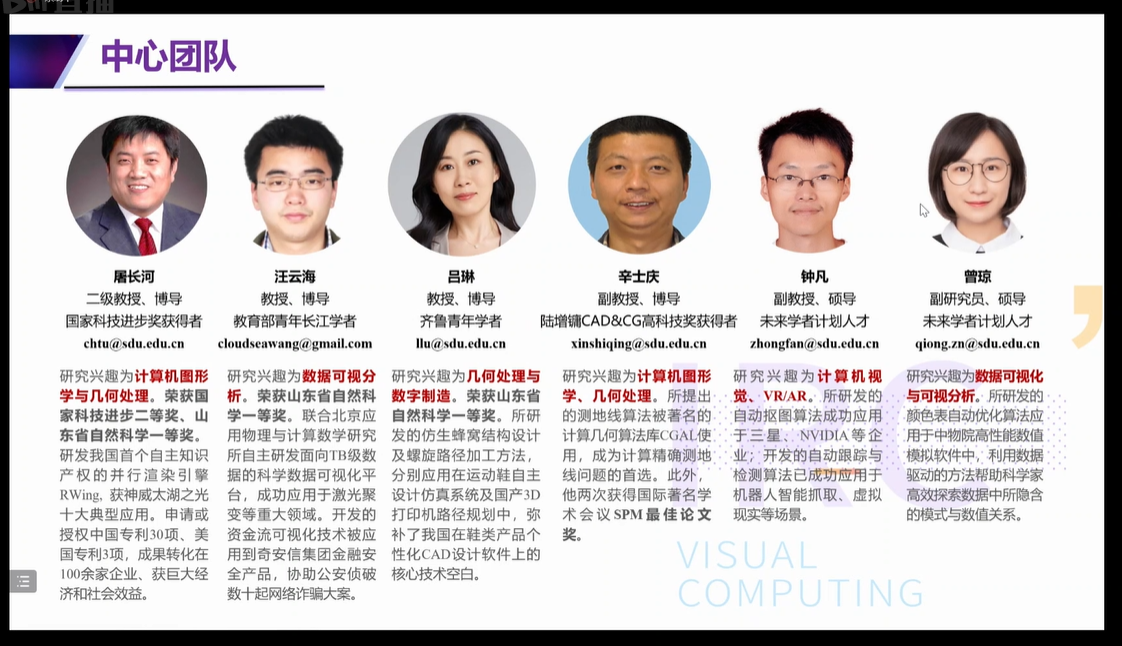 中心团队
屠长河
二级教授、博导
国家科技进步奖获得者
chtu@sdu.edu.cn
研究兴趣为计算机图形
学与几何处理。荣获国
家科技进步二等奖、山
东省自然科学一等奖。
研发我国首个自主知识
产权的并行渲染引擎
RWing, 获神威太湖之光
十大典型应用。申请或
授权中国专利30项、美
国专利3项，成果转化在
100余家企业、获巨大经
济和社会效益。
汪云海
教授、博导
教育部青年长江学者
cloudseawang@gmail.com
研究兴趣为数据可视分
析。荣获山东省自然科
学一等奖。联合北京应
用物理与计算数学研究
所自主研发面向TB级数
据的科学数据可视化平
台，成功应用于激光聚
变等重大领域。开发的
资金流可视化技术被应
用到奇安信集团金融安
全产品，协助公安侦破
数十起网络诈骗大案。
吕琳
教授、博导
齐鲁青年学者
llu@sdu.edu.cn
研究兴趣为几何处理与
数字制造。荣获山东省
自然科学一等奖。所研
发的仿生蜂窝结构设计
及螺旋路径加工方法，
分别应用在运动鞋自主
设计仿真系统及国产3D
打印机路径规划中，弥
补了我国在鞋类产品个
性化CAD设计软件上的
核心技术空白。
辛士庆
副教授、博导
陆增镛CAD&CG高科技奖获得者
xinshiqing@sdu.edu.cn
研究兴趣为计算机图形
学、几何处理。所提出
的测地线算法被著名的
计算几何算法库CGAL使
用，成为计算精确测地
线问题的首选。此外，
他两次获得国际著名学
术会议SPM最佳论文
奖。
钟凡
副教授、硕导
未来学者计划人才
zhongfan@sdu.edu.cn
研究兴趣为计算机视
觉、VR/AR。所研发的
自动抠图算法成功应用
于三星、NVIDIA等企
业；开发的自动跟踪与
检测算法已成功应用于
机器人智能抓取、虚拟
现实等场景。
曾琼
副研究员、硕导
未来学者计划人才
qiong.zn@sdu.edu.cn
研究兴趣为数据可视化
与可视分析。所研发的
颜色表自动优化算法应
用于中物院高性能数值
模拟软件中，利用数据
驱动的方法帮助科学家
高效探索数据中所隐含
的模式与数值关系。
VISUAL
COMPUTING